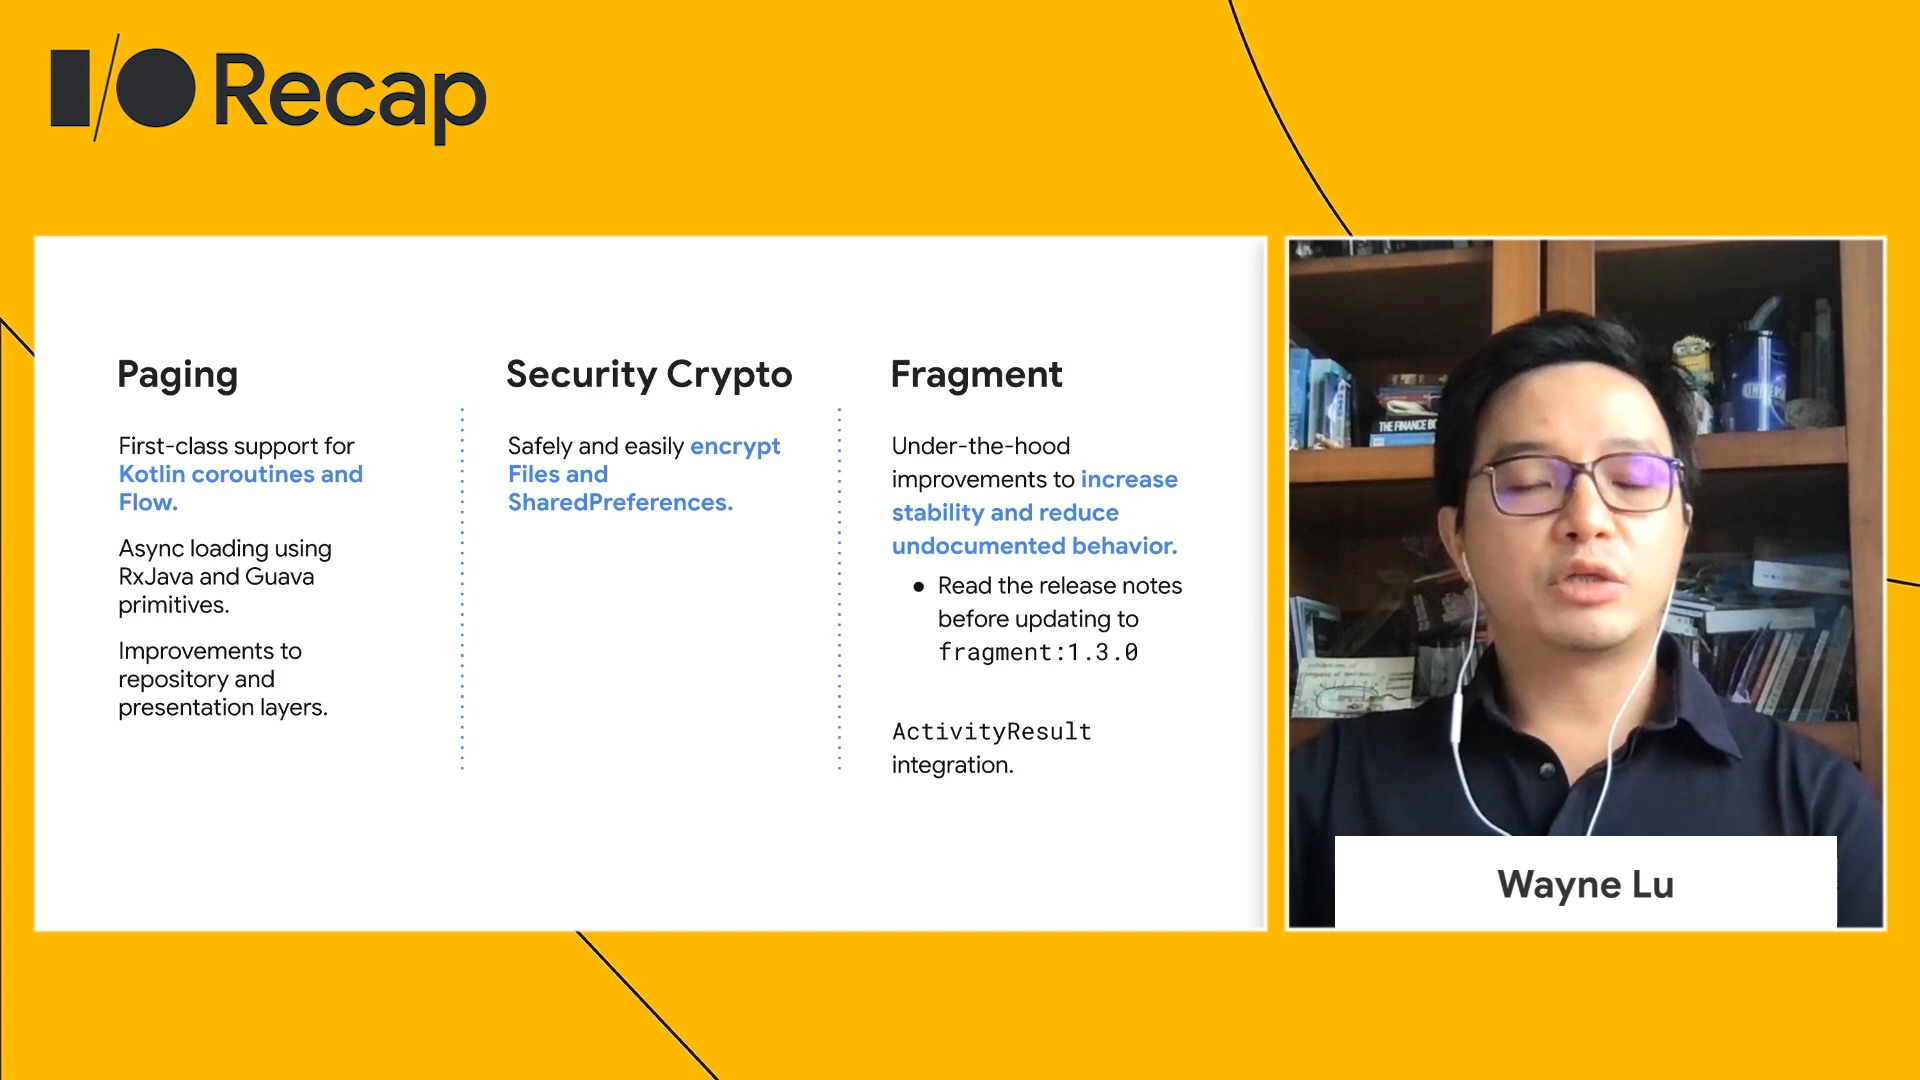 I/O Recap
Paging
First-class support for
Kotlin coroutines and
Flow.
Async loading using
RxJava and Guava
primitives.
Improvements to
repository and
presentation layers.
Security Crypto
Safely and easily encrypt
Files and
SharedPreferences.
Fragment
Under-the-hood
improvements to increase
stability and reduce
undocumented behavior.
● Read the release notes
before updating to
fragment:1.3.0
ActivityResult
integration.
THE FINANCE
Wayne Lu